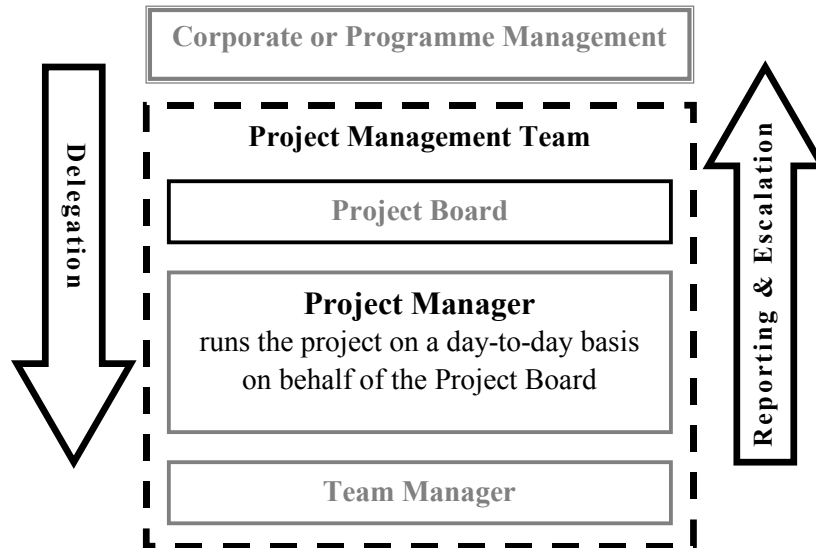 Corporate or Programme Management
Delegation
Project Management Team
Project Board
Project Manager
runs the project on a day-to-day basis
on behalf of the Project Board
Team Manager
Reporting & Escalation